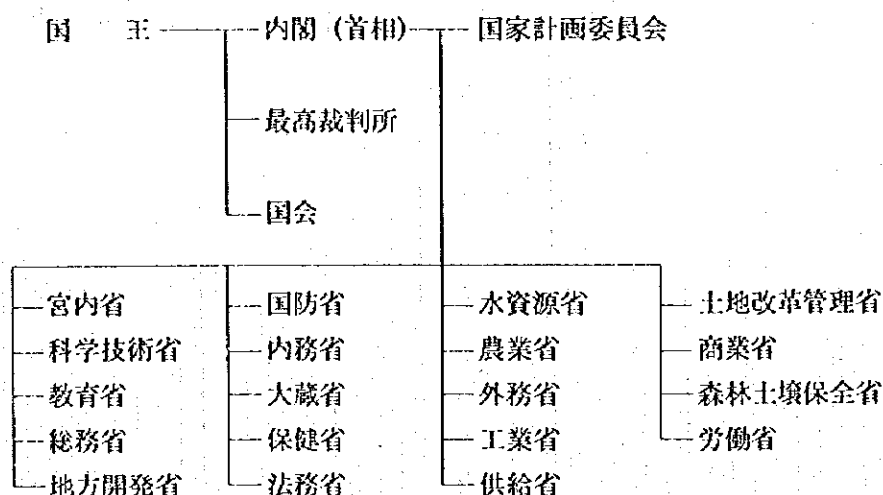 国　王　内閣（首相）　国家計画委員会
最高裁判所
国会
宮内省　国防省　水資源省　土地改革管理省
科学技術省　内務省　農業省　商業省
教育省　大蔵省　外務省　森林土壌保全省
総務省　保健省　工業省　労働省
地方開発省　法務省　供給省